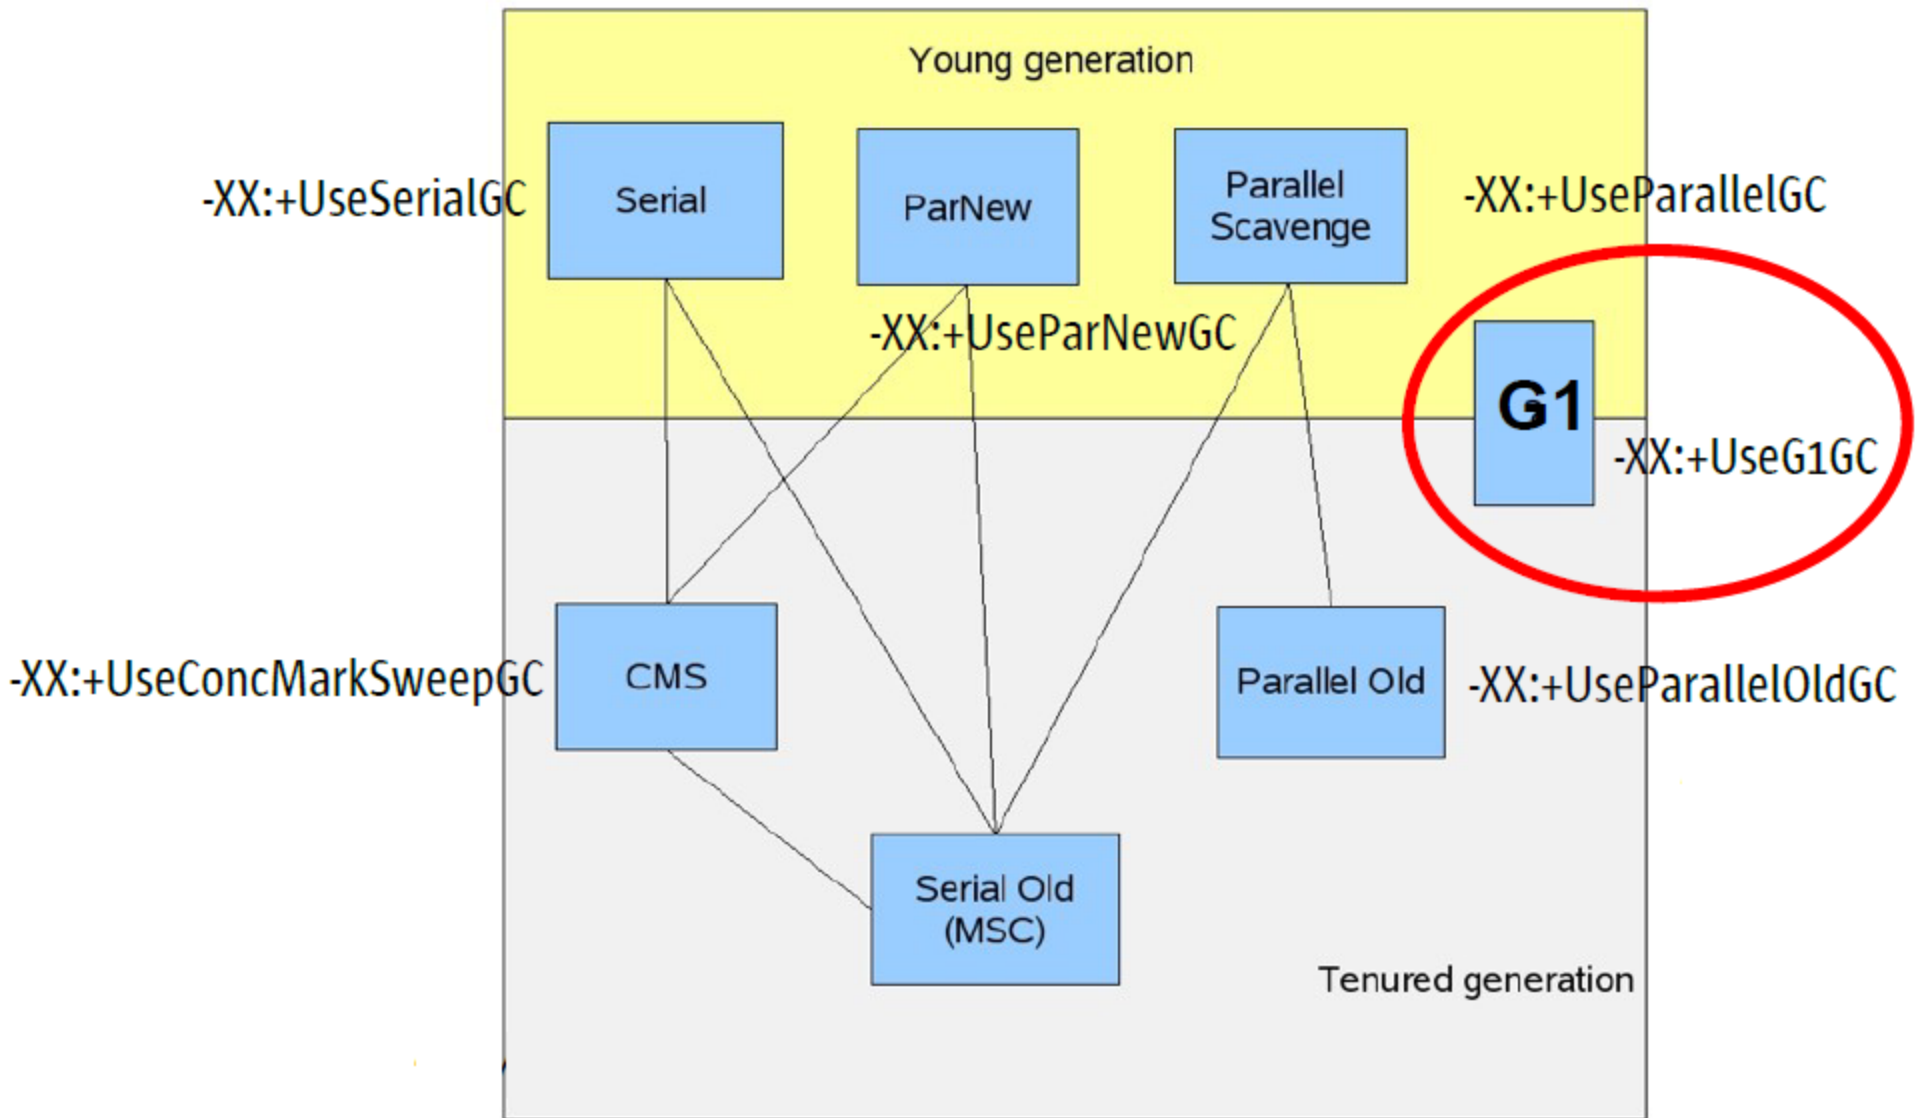 Young generation
-XX:+UseSerialGC
Serial
ParNew
Parallel
Scavenge
-XX:+UseParallelGC
-XX:+UseParNewGC
G1
-XX:+UseG1GC
-XX:+UseConcMarkSweepGC
CMS
Parallel Old
-XX:+UseParallelOldGC
Serial Old
(MSC)
Tenured generation